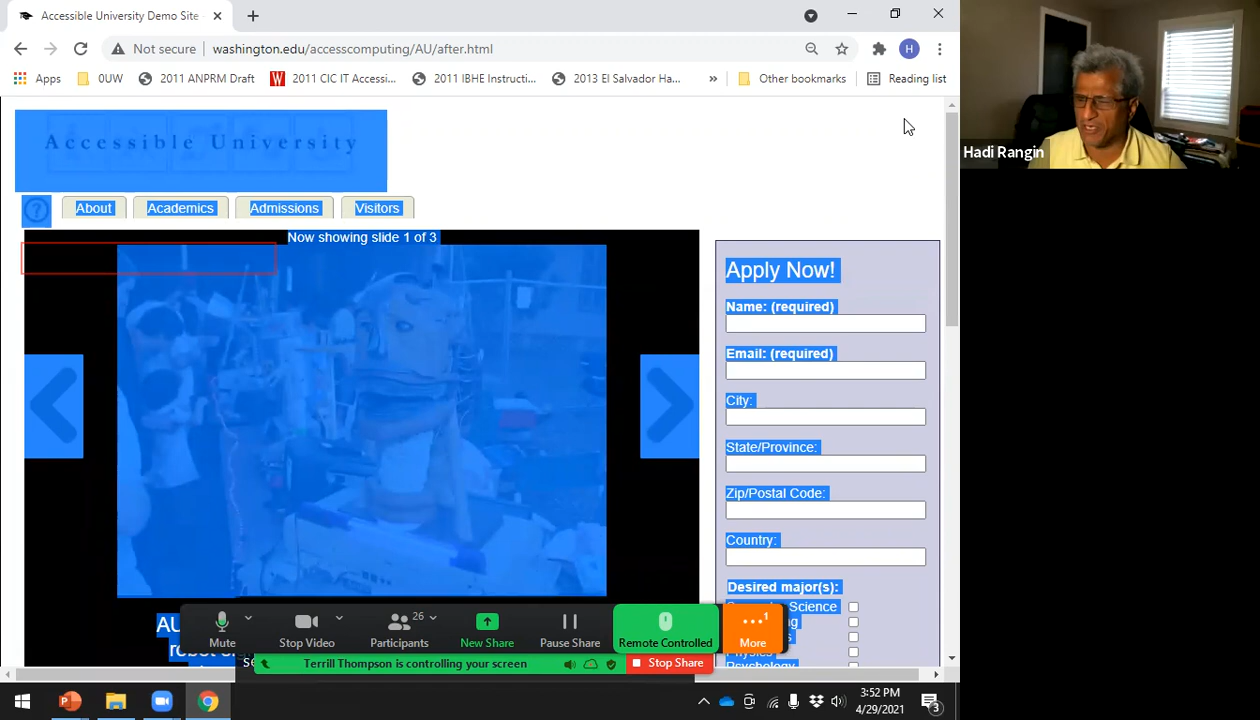 Accessible University Demo Site -
Not secure washington.edu/accesscomputing/AU/after.html
H
Apps 0UW 2011 ANPRM Draft 2011 CIC IT Accessi... 2011 IBHE Instructi... 2013 El Salvador Ha... » Other bookmarks Reading list
Accessible University
About Academics Admissions Visitors
Now showing slide 1 of 3
Apply Now!
Name: (required)
Email: (required)
City:
State/Province:
Zip/Postal Code:
Country:
Desired major(s):
Science
Psychology
AU
Hadi Rangin
26
1
Mute Stop Video Participants New Share Pause Share Remote Controlled More
Terrill Thompson is controlling your screen Stop Share
3:52 PM
4/29/2021
3